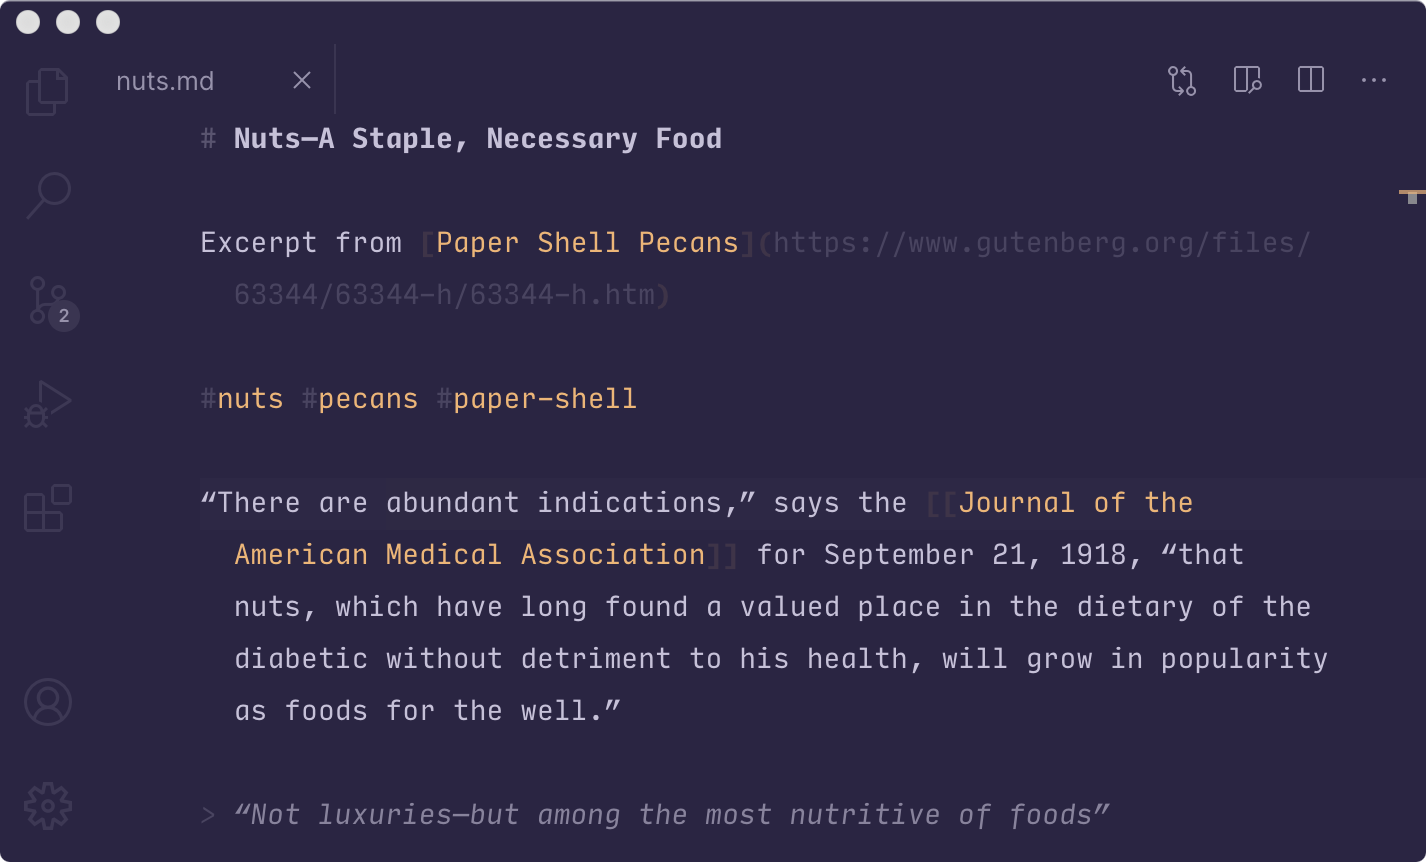 nuts.md
# Nuts—A Staple, Necessary Food
Excerpt from [Paper Shell Pecans](https://www.gutenberg.org/files/
63344/63344-h/63344-h.htm)
2
#nuts #pecans #paper-shell
“There are abundant indications,” says the [[Journal of the
American Medical Association]] for September 21, 1918, “that
nuts, which have long found a valued place in the dietary of the
diabetic without detriment to his health, will grow in popularity
as foods for the well.”
> “Not luxuries—but among the most nutritive of foods”